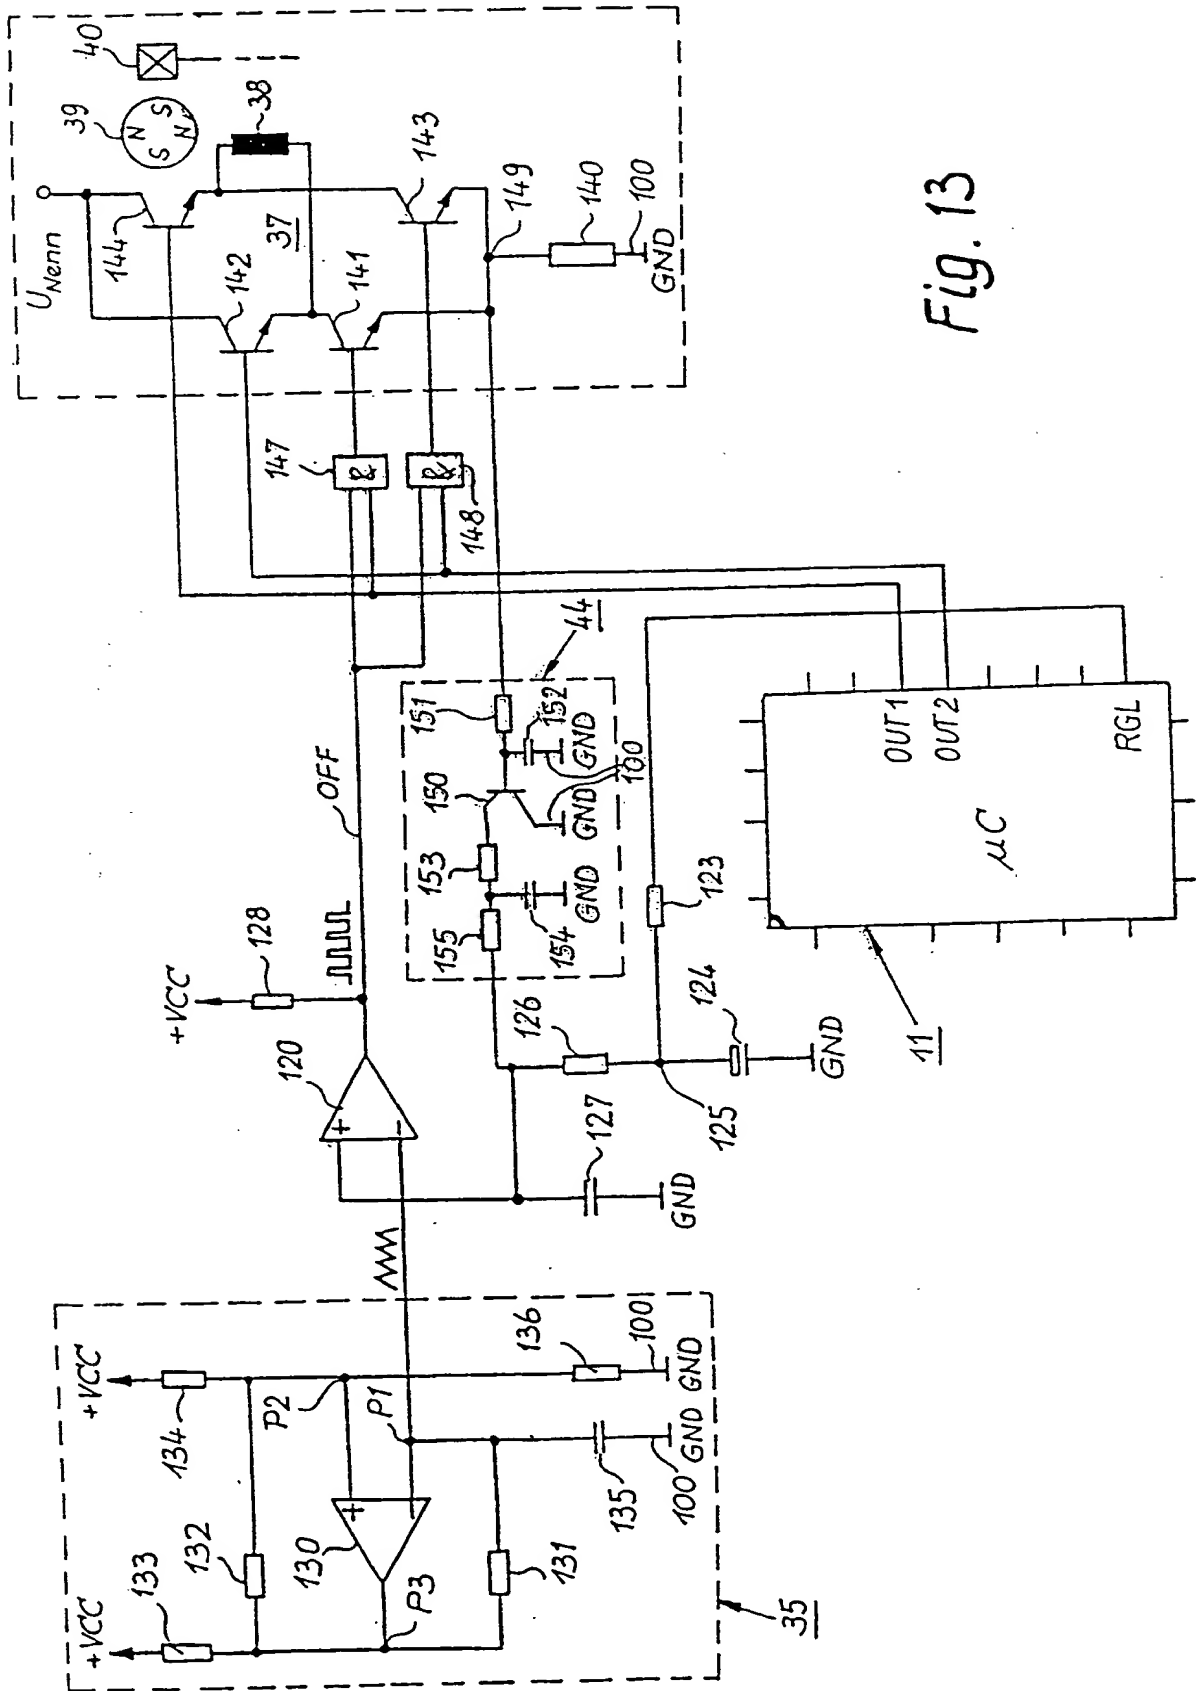 +VCC
133
+VCC
134
132
130
P3
131
P2
P1
135
136
100
GND
100
GND
35
120
+
−
+
−
+VCC
128
OFF
127
GND
126
125
124
GND
123
155
153
150
151
154
GND
GND
152
GND
100
44
147
&
&
148
UNenn
144
142
141
37
143
149
140
100
GND
38
39
S
N
S
N
40
11
µC
OUT1
OUT2
RGL
Fig. 13